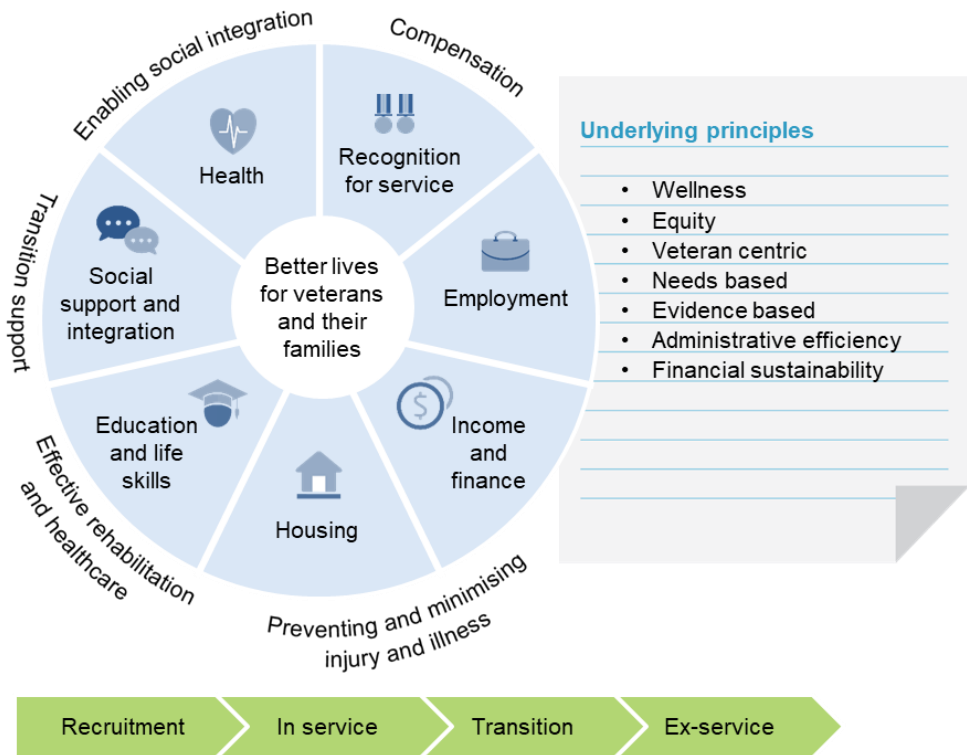 Enabling social integration
Compensation
Transition support
Effective rehabilitation
and healthcare
Preventing and minimising
injury and illness
Health
Recognition
for service
Social
support and
integration
Employment
Better lives
for veterans
and their
families
Education
and life
skills
Income
and
finance
Housing
$
Underlying principles
• Wellness
• Equity
• Veteran centric
• Needs based
• Evidence based
• Administrative efficiency
• Financial sustainability
Recruitment
In service
Transition
Ex-service